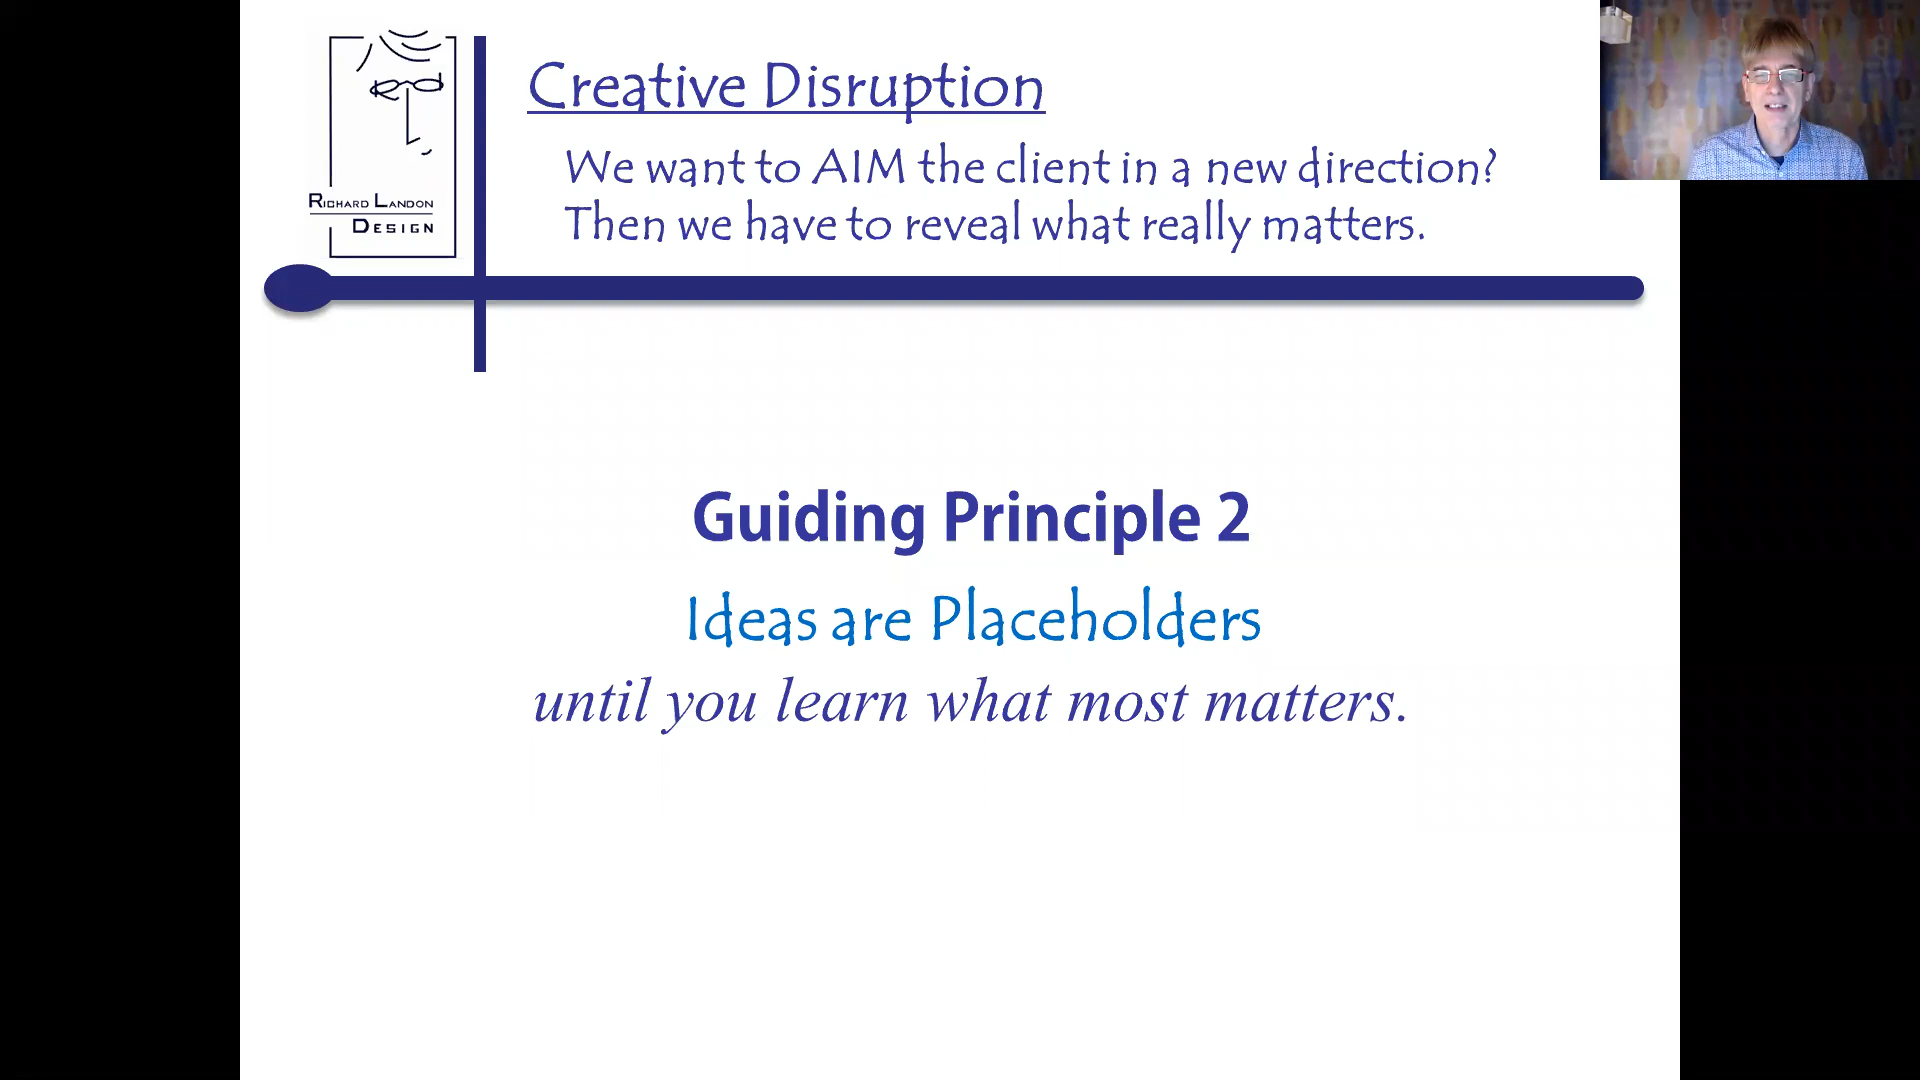 Creative Disruption
We want to AIM the client in a new direction?
Then we have to reveal what really matters.
RICHARD LANDON
DESIGN
Guiding Principle 2
Ideas are Placeholders
until you learn what most matters.